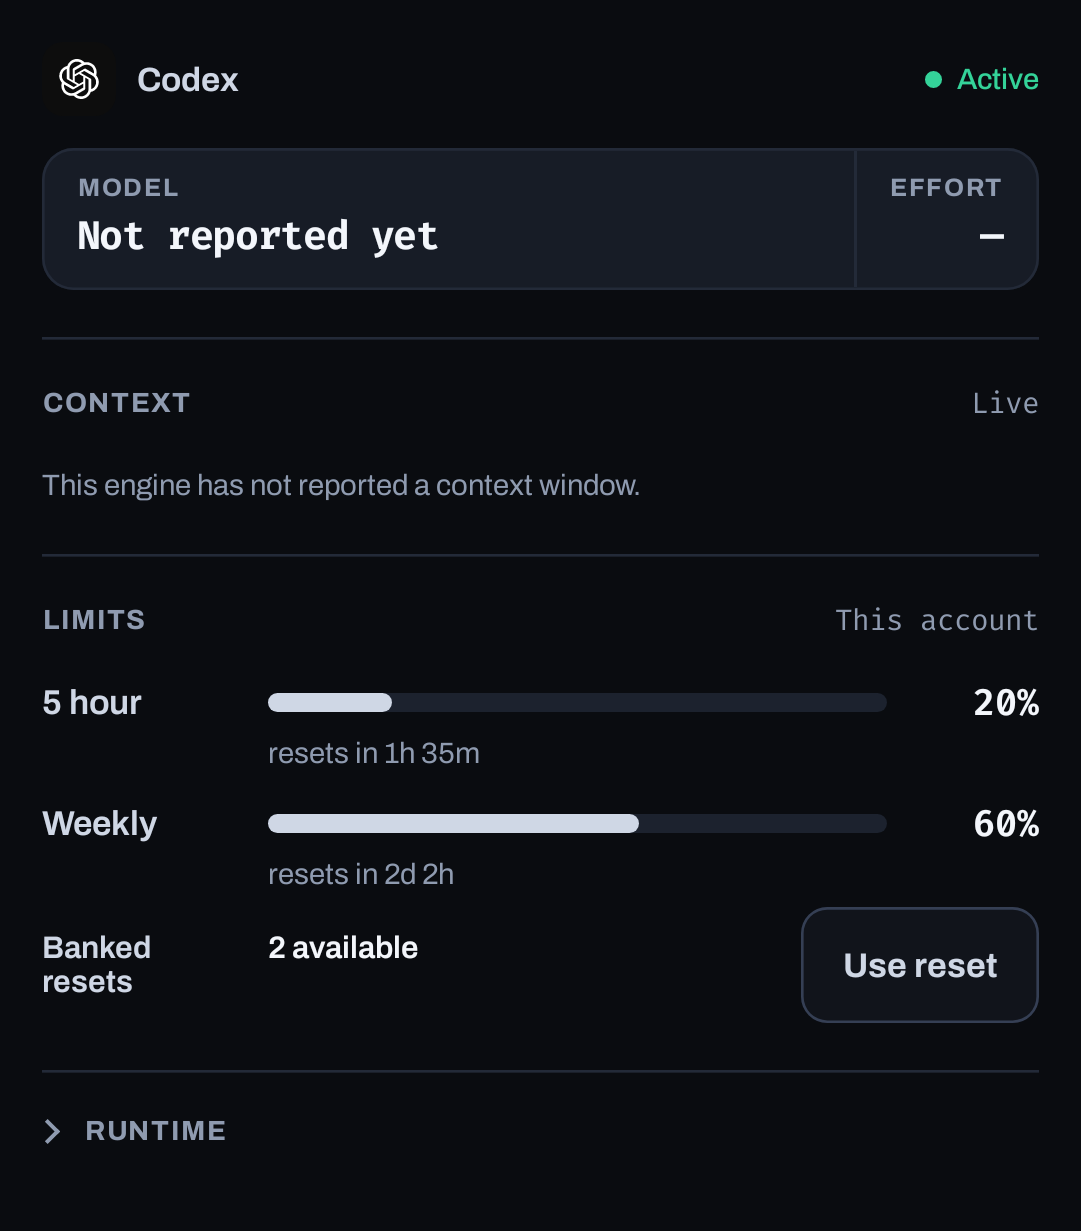 Codex
Active
MODEL
EFFORT
Not reported yet
—
CONTEXT
Live
This engine has not reported a context window.
LIMITS
This account
5 hour
20%
resets in 1h 35m
Weekly
60%
resets in 2d 2h
Banked
resets
2 available
Use reset
RUNTIME